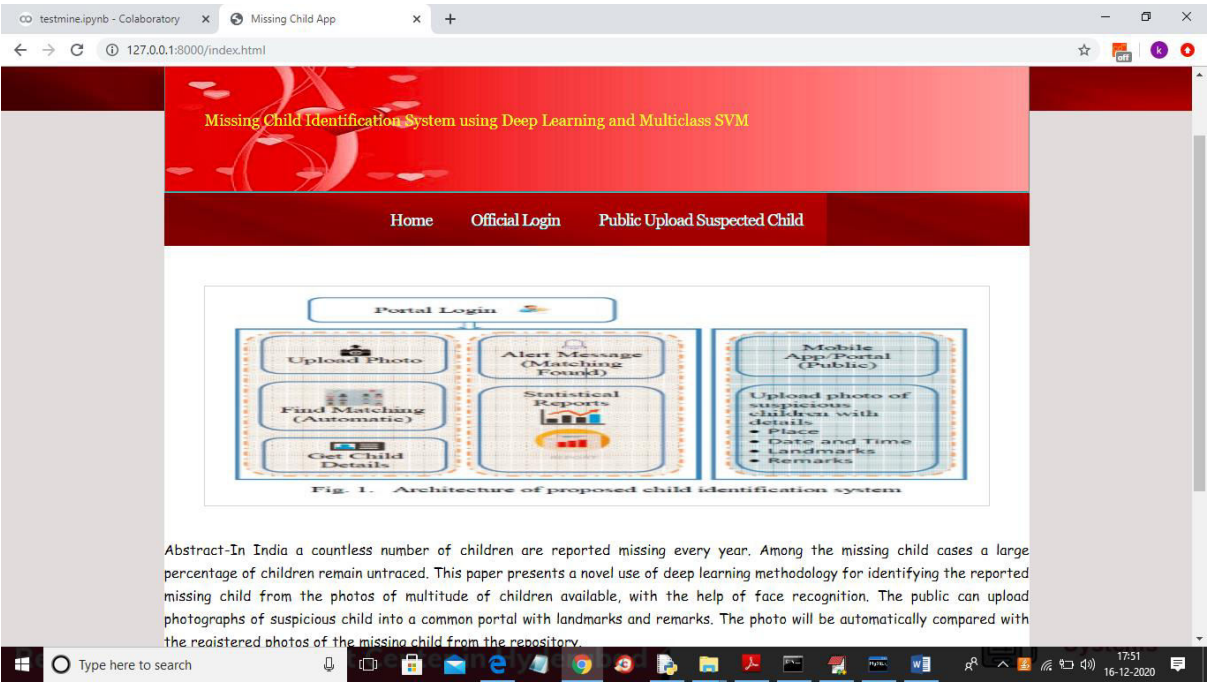 testmine.ipynb - Colaboratory
Missing Child App
127.0.0.1:8000/index.html
off
k
Missing Child Identification System using Deep Learning and Multiclass SVM
Home Official Login Public Upload Suspected Child
Portal Login
Upload Photo
Find Matching
(Automatic)
Get Child
Details
Alert Message
(Matching
Found)
Statistical
Reports
Mobile
App/Portal
(Public)
Upload photo of
suspicious
children with
details
• Place
• Date and Time
• Landmarks
• Remarks
Fig. 1. Architecture of proposed child identification system
Abstract-In India a countless number of children are reported missing every year. Among the missing child cases a large
percentage of children remain untraced. This paper presents a novel use of deep learning methodology for identifying the reported
missing child from the photos of multitude of children available, with the help of face recognition. The public can upload
photographs of suspicious child into a common portal with landmarks and remarks. The photo will be automatically compared with
the registered photos of the missing child from the repository.
Type here to search
17:51
16-12-2020